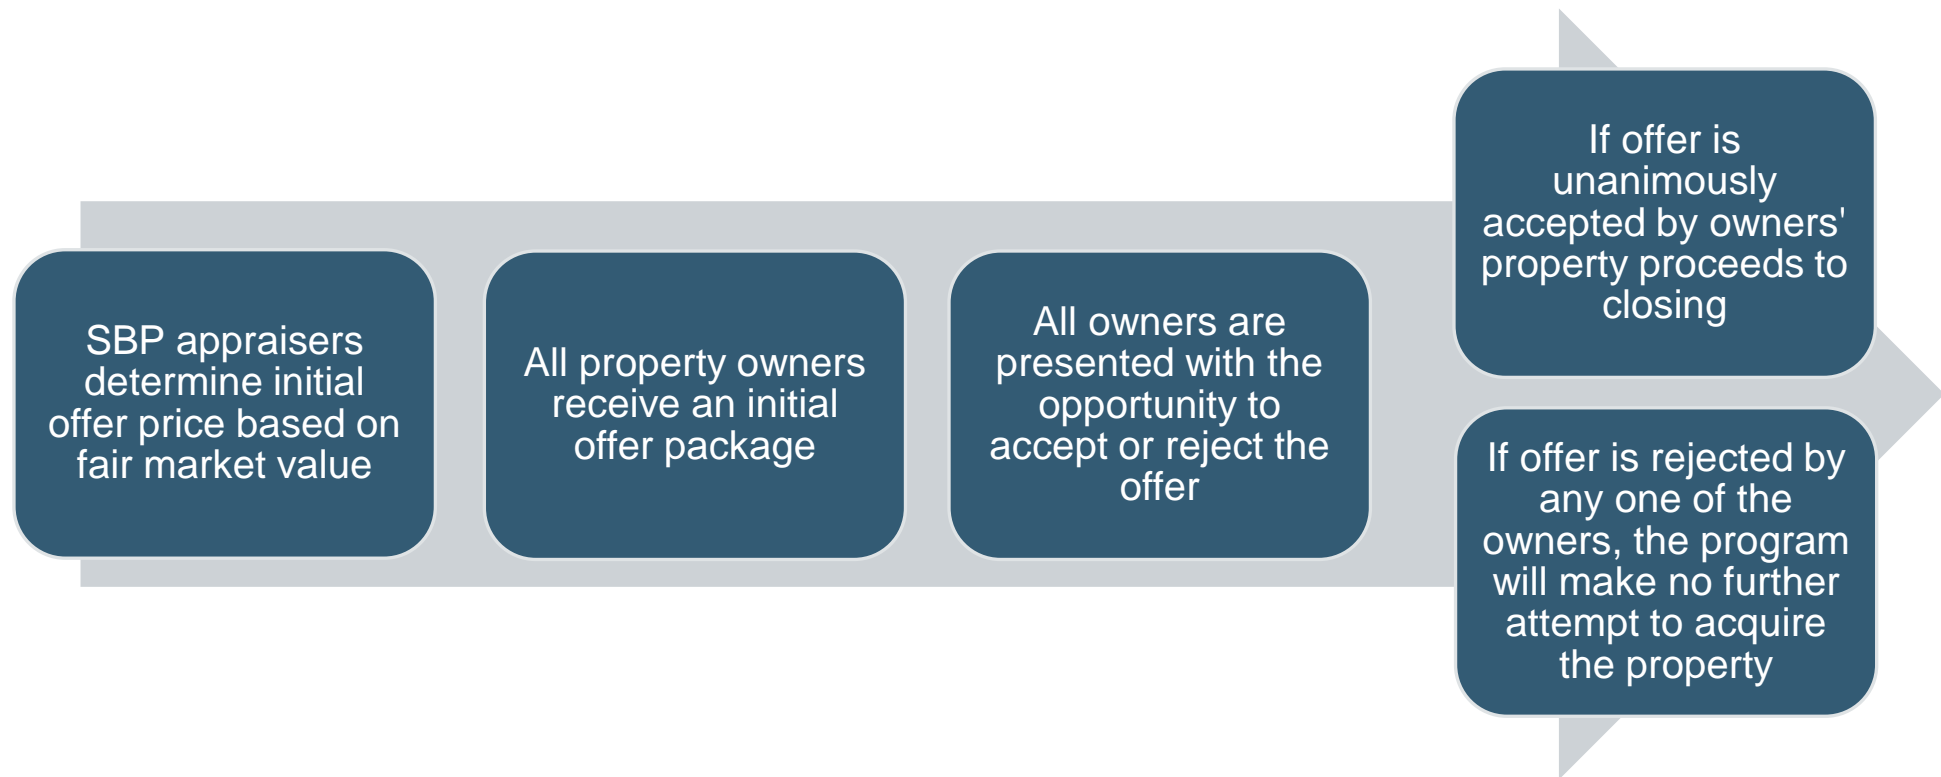 SBP appraisers
determine initial
offer price based on
fair market value
All property owners
receive an initial
offer package
All owners are
presented with the
opportunity to
accept or reject the
offer
If offer is
unanimously
accepted by owners'
property proceeds to
closing
If offer is rejected by
any one of the
owners, the program
will make no further
attempt to acquire
the property